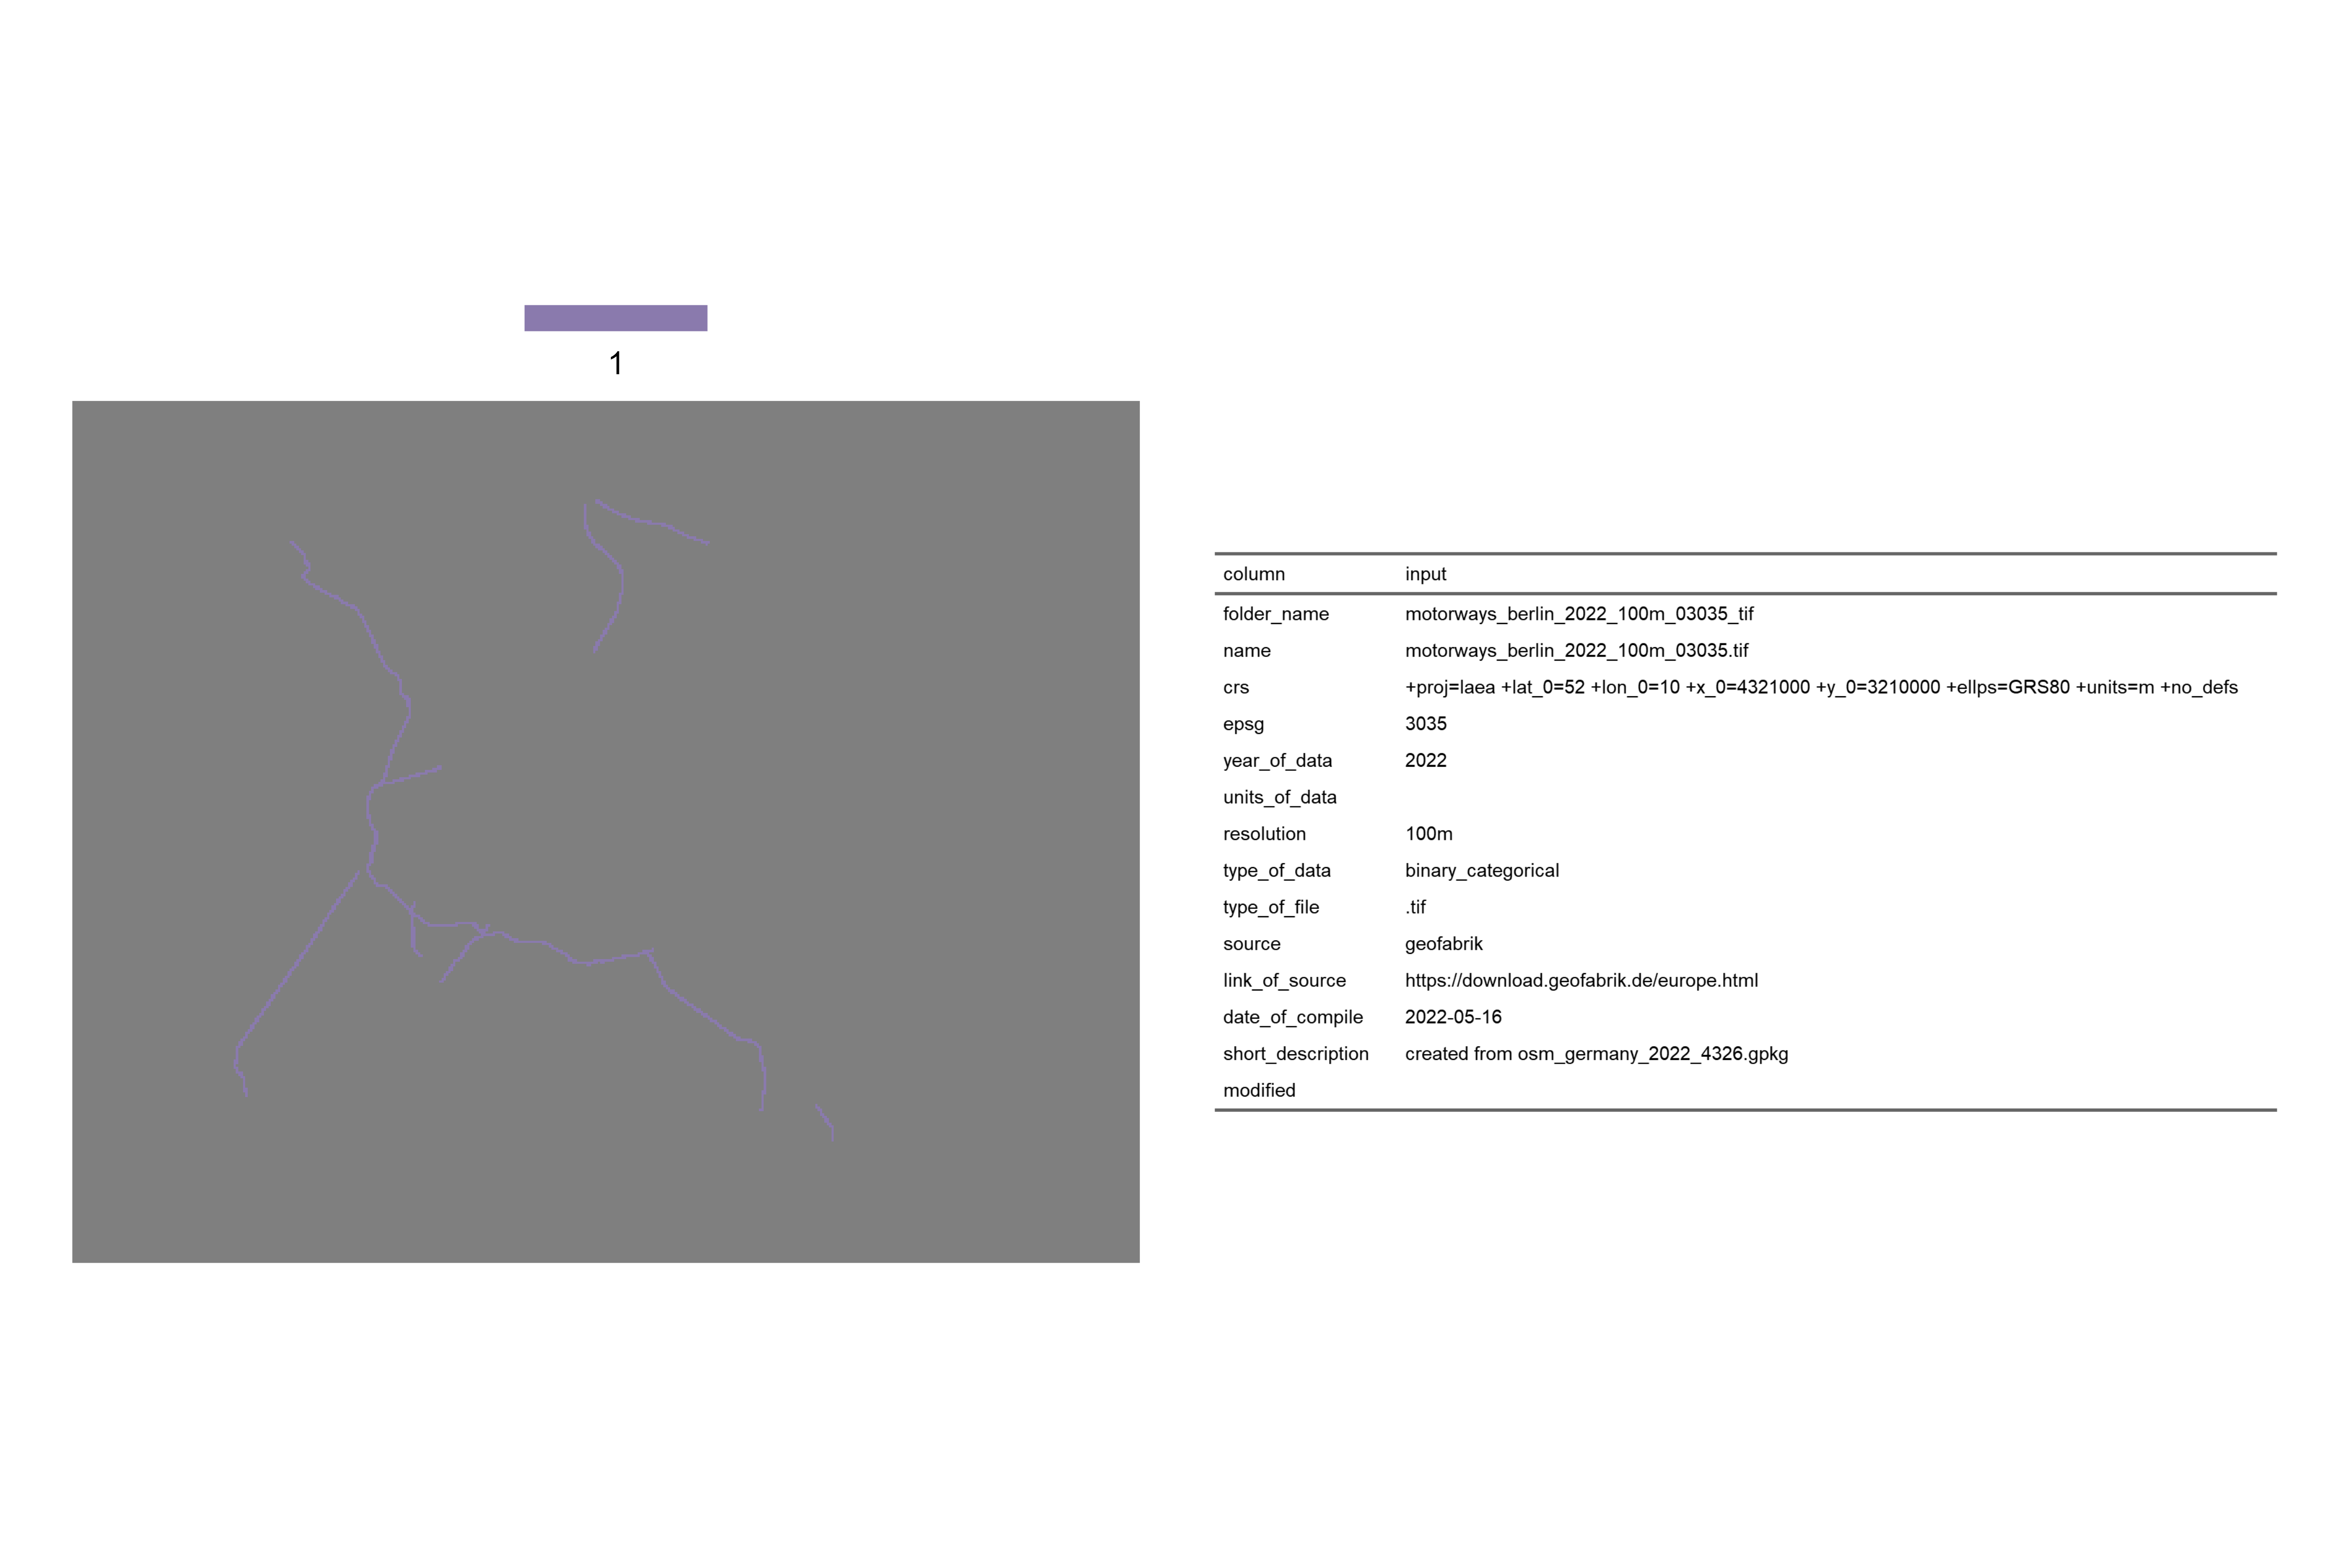 1
column input
folder_name motorways_berlin_2022_100m_03035_tif
name motorways_berlin_2022_100m_03035.tif
crs +proj=laea +lat_0=52 +lon_0=10 +x_0=4321000 +y_0=3210000 +ellps=GRS80 +units=m +no_defs
epsg 3035
year_of_data 2022
units_of_data
resolution 100m
type_of_data binary_categorical
type_of_file .tif
source geofabrik
link_of_source https://download.geofabrik.de/europe.html
date_of_compile 2022-05-16
short_description created from osm_germany_2022_4326.gpkg
modified